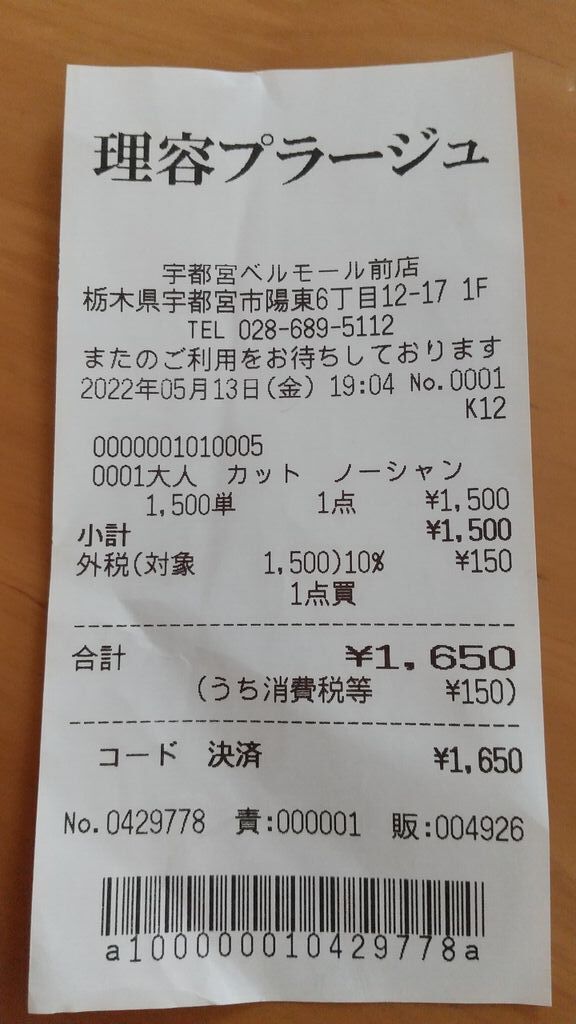 理容プラージュ
宇都宮ベルモール前店
栃木県宇都宮市陽東6丁目12-17 1F
TEL 028-689-5112
またのご利用をお待ちしております
2022年05月13日(金) 19:04 No.0001
K12
0000001010005
0001大人 カット ノーシャン
1,500単 1点 ¥1,500
小計 ¥1,500
外税(対象 1,500)10% ¥150
1点買
合計 ¥1,650
(うち消費税等 ¥150)
コード 決済 ¥1,650
No.0429778 責:000001 販:004926
a1000000010429778a